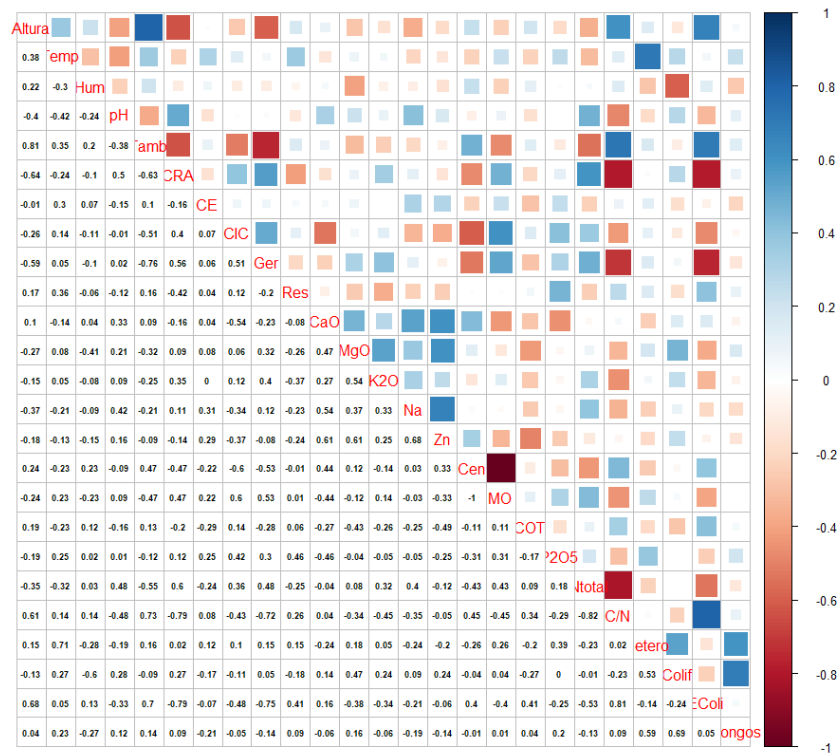 Altura
0.38 Temp
0.22 -0.3 Hum
-0.4 -0.42 -0.24 pH
0.81 0.35 0.2 -0.38 Tamb
-0.64 -0.24 -0.1 0.5 -0.63 CRA
-0.01 0.3 0.07 -0.15 0.1 -0.16 CE
-0.26 0.14 -0.11 -0.01 -0.51 0.4 0.07 CIC
-0.59 0.05 -0.1 0.02 -0.76 0.56 0.06 0.51 Ger
0.17 0.36 -0.06 -0.12 0.16 -0.42 0.04 0.12 -0.2 Res
0.1 -0.14 0.04 0.33 0.09 -0.16 0.04 -0.54 -0.23 -0.08 CaO
-0.27 0.08 -0.41 0.21 -0.32 0.09 0.08 0.06 0.32 -0.26 0.47 MgO
-0.15 0.05 -0.08 0.09 -0.25 0.35 0 0.12 0.4 -0.37 0.27 0.54 K2O
-0.37 -0.21 -0.09 0.42 -0.21 0.11 0.31 -0.34 0.12 -0.23 0.54 0.37 0.33 Na
-0.18 -0.13 -0.15 0.16 -0.09 -0.14 0.29 -0.37 -0.08 -0.24 0.61 0.61 0.25 0.68 Zn
0.24 -0.23 0.23 -0.09 0.47 -0.47 -0.22 -0.6 -0.53 -0.01 0.44 0.12 -0.14 0.03 0.33 Cen
-0.24 0.23 -0.23 0.09 -0.47 0.47 0.22 0.6 0.53 0.01 -0.44 -0.12 0.14 -0.03 -0.33 -1 MO
0.19 -0.23 0.12 -0.16 0.13 -0.2 -0.29 0.14 -0.28 0.06 -0.27 -0.43 -0.26 -0.25 -0.49 -0.11 0.11 COT
-0.19 0.25 0.02 0.01 -0.12 0.12 0.25 0.42 0.3 0.46 -0.46 -0.04 -0.05 -0.05 -0.25 -0.31 0.31 -0.17 P2O5
-0.35 -0.32 0.03 0.48 -0.55 0.6 -0.24 0.36 0.48 -0.25 -0.04 0.08 0.32 0.4 -0.12 -0.43 0.43 0.09 0.18 Ntotal
0.61 0.14 0.14 -0.48 0.73 -0.79 0.08 -0.43 -0.72 0.26 0.04 -0.34 -0.45 -0.35 -0.05 0.45 -0.45 0.34 -0.29 -0.82 C/N
0.15 0.71 -0.28 -0.19 0.16 0.02 0.12 0.1 0.15 0.15 -0.24 0.18 0.05 -0.24 -0.2 -0.26 0.26 -0.2 0.39 -0.23 0.02 etero
-0.13 0.27 -0.6 0.28 -0.09 0.27 -0.17 -0.02 0.05 -0.18 0.14 0.47 0.24 0.09 0.24 -0.04 0.04 -0.27 0 -0.01 -0.23 0.53 Colif
0.68 0.05 0.13 -0.33 0.7 -0.79 -0.07 -0.48 -0.75 0.41 0.16 -0.38 -0.31 -0.24 -0.12 0.4 -0.4 0.41 -0.16 -0.53 0.81 -0.14 -0.24 EColi
0.04 0.23 -0.27 0.12 0.14 0.09 -0.21 -0.05 -0.14 0.09 -0.06 0.16 -0.06 -0.19 -0.14 -0.01 0.01 0.04 0.2 -0.13 0.09 0.59 0.69 0.05 ongos
1
0.8
0.6
0.4
0.2
0
-0.2
-0.4
-0.6
-0.8
-1